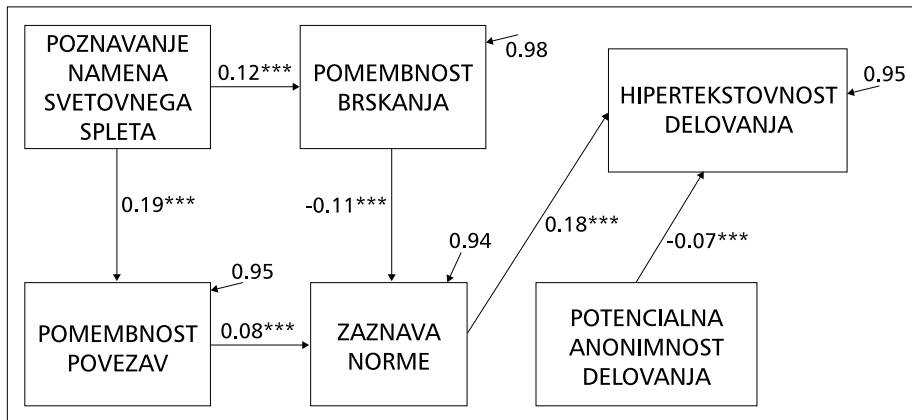 POZNAVANJE
NAMENA
SVETOVNEGA
SPLETA
0.12***
POMEMBNOST
BRSKANJA
0.98
HIPERTEKSTOVNOST
DELOVANJA
0.95
0.19***
-0.11***
0.18***
-0.07***
POMEMBNOST
POVEZAV
0.95
0.08***
ZAZNAVA
NORME
0.94
POTENCIALNA
ANONIMNOST
DELOVANJA